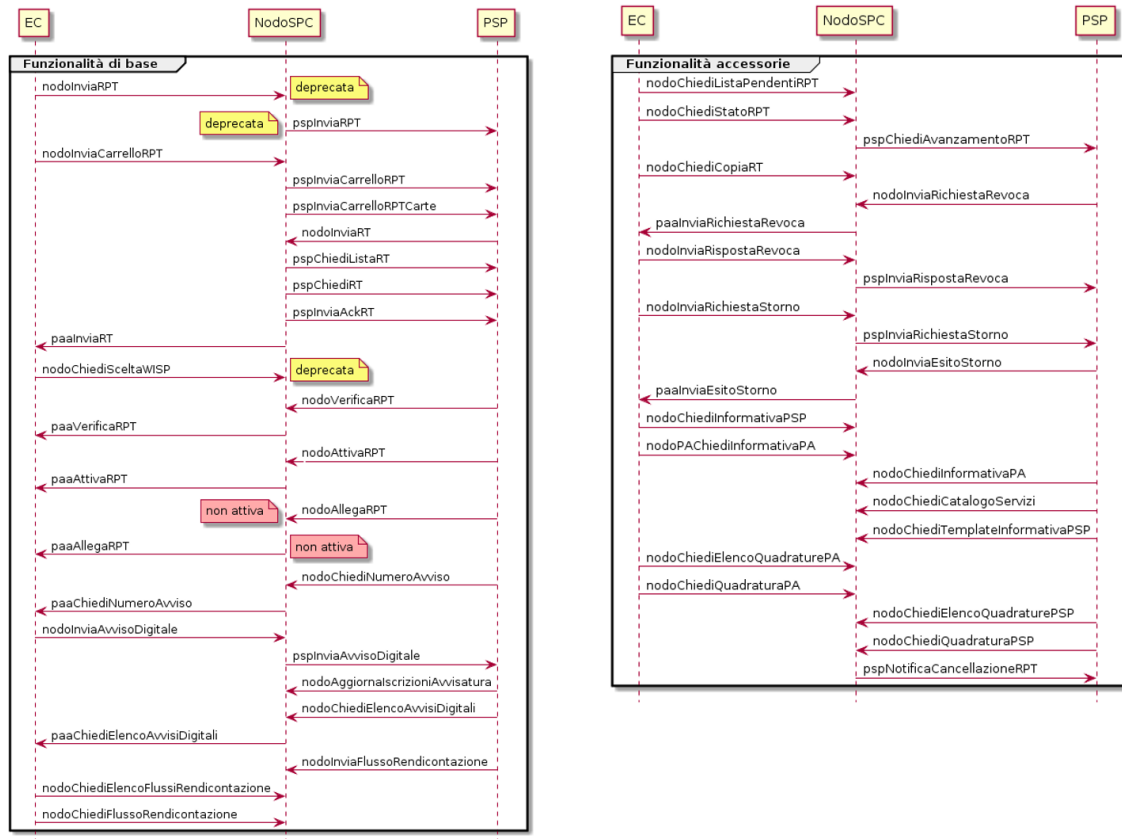 EC
NodoSPC
PSP
Funzionalità di base
nodoInviaRPT
deprecata
deprecata
pspInviaRPT
nodoInviaCarrelloRPT
pspInviaCarrelloRPT
pspInviaCarrelloRPTCarte
nodoInviaRT
pspChiediListaRT
pspChiediRT
pspInviaAckRT
paaInviaRT
nodoChiediSceltaWISP
deprecata
nodoVerificaRPT
paaVerificaRPT
nodoAttivaRPT
paaAttivaRPT
non attiva
nodoAllegaRPT
paaAllegaRPT
non attiva
nodoChiediNumeroAvviso
paaChiediNumeroAvviso
nodoInviaAvvisoDigitale
pspInviaAvvisoDigitale
nodoAggiornaIscrizioniAvvisatura
nodoChiediElencoAvvisiDigitali
paaChiediElencoAvvisiDigitali
nodoInviaFlussoRendicontazione
nodoChiediElencoFlussiRendicontazione
nodoChiediFlussoRendicontazione
EC
NodoSPC
PSP
Funzionalità accessorie
nodoChiediListaPendentiRPT
nodoChiediStatoRPT
pspChiediAvanzamentoRPT
nodoChiediCopiaRT
nodoInviaRichiestaRevoca
paaInviaRichiestaRevoca
nodoInviaRispostaRevoca
pspInviaRispostaRevoca
nodoInviaRichiestaStorno
pspInviaRichiestaStorno
nodoInviaEsitoStorno
paaInviaEsitoStorno
nodoChiediInformativaPSP
nodoPAChiediInformativaPA
nodoChiediInformativaPA
nodoChiediCatalogoServizi
nodoChiediTemplateInformativaPSP
nodoChiediElencoQuadraturePA
nodoChiediQuadraturaPA
nodoChiediElencoQuadraturePSP
nodoChiediQuadraturaPSP
pspNotificaCancellazioneRPT